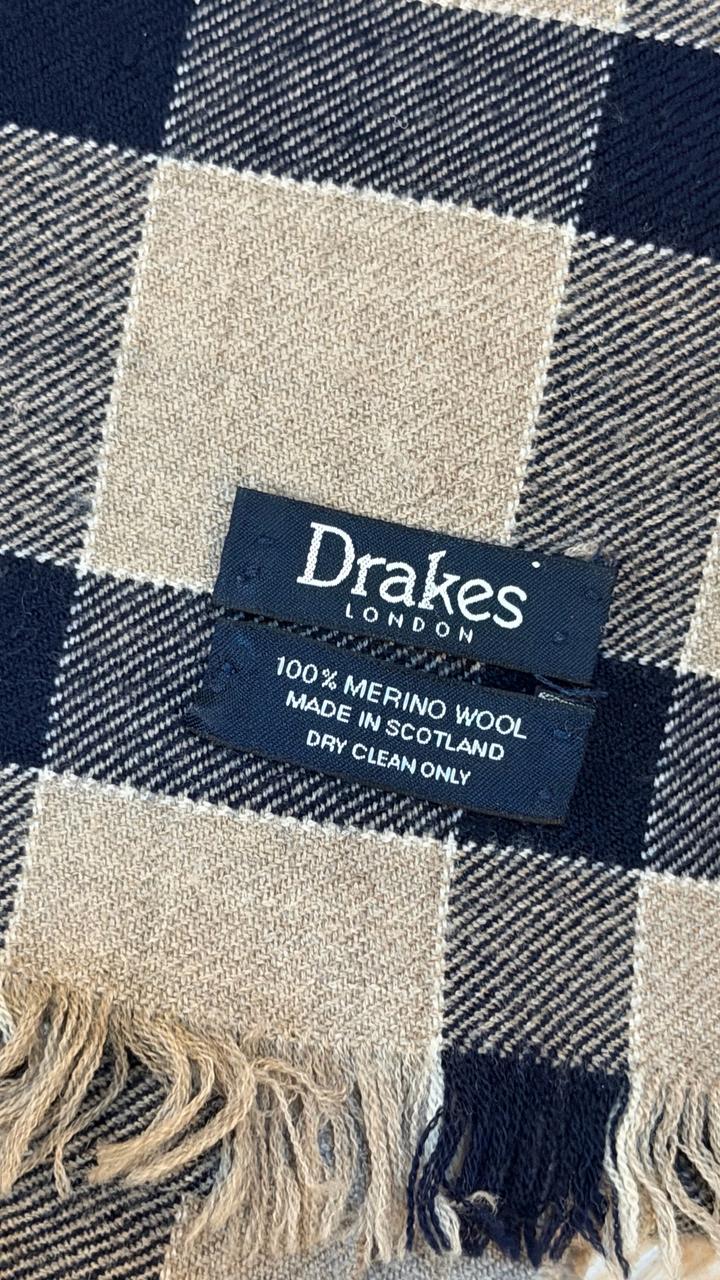 Drakes
LONDON
100% MERINO WOOL
MADE IN SCOTLAND
DRY CLEAN ONLY